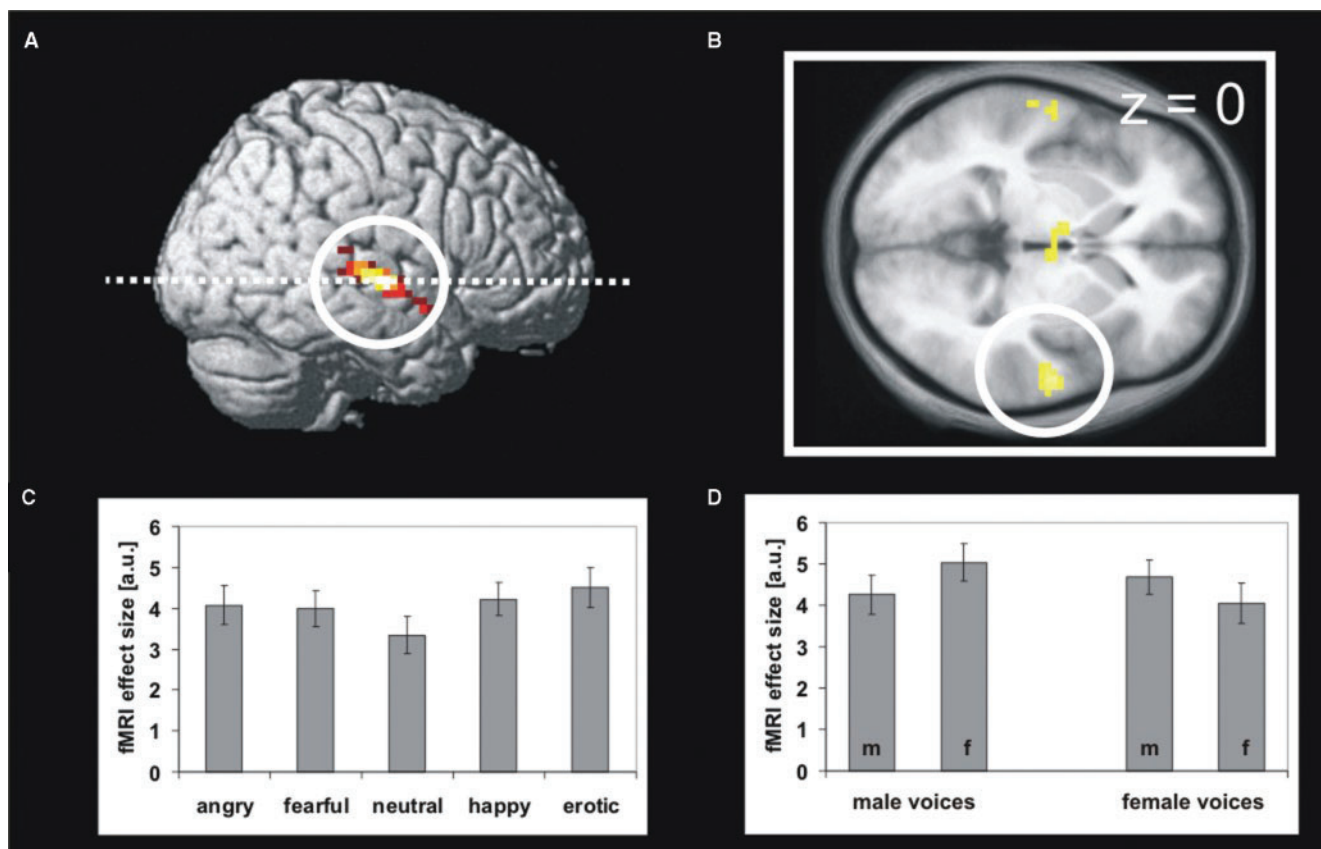 A
B
z = 0
C
fMRI effect size [a.u.]
6
5
4
3
2
1
0
angry fearful neutral happy erotic
D
fMRI effect size [a.u.]
6
5
4
3
2
1
0
m f m f
male voices female voices